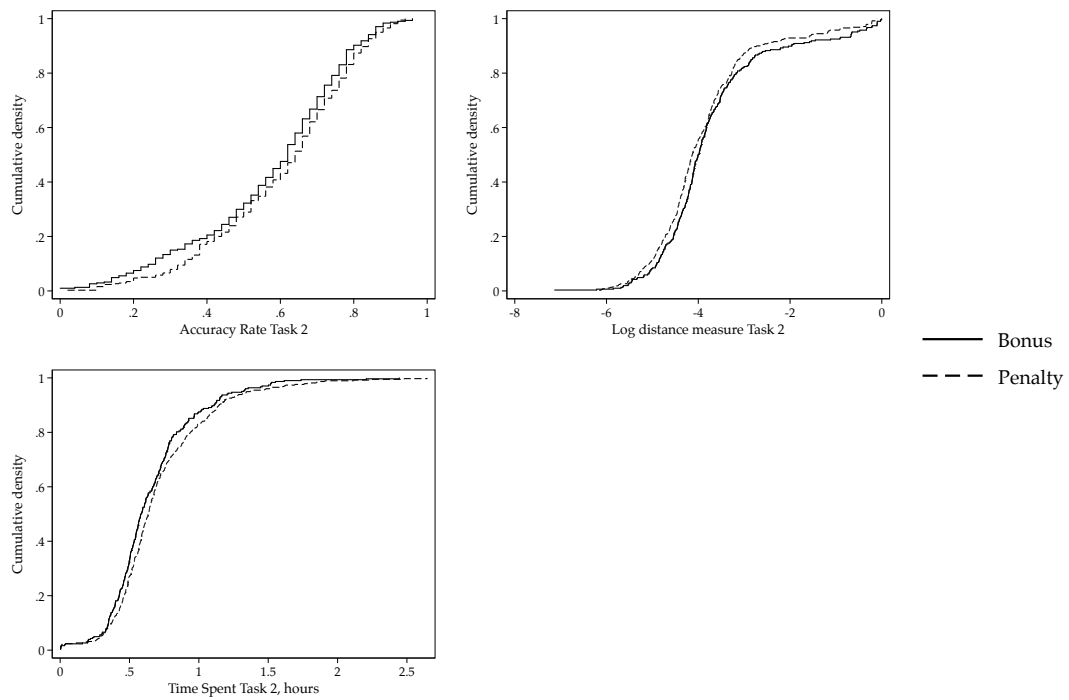 Cumulative density
1
.8
.6
.4
.2
0
0 .2 .4 .6 .8 1
Accuracy Rate Task 2
Cumulative density
1
.8
.6
.4
.2
0
-8 -6 -4 -2 0
Log distance measure Task 2
Bonus
Penalty
Cumulative density
1
.8
.6
.4
.2
0
0 .5 1 1.5 2 2.5
Time Spent Task 2, hours